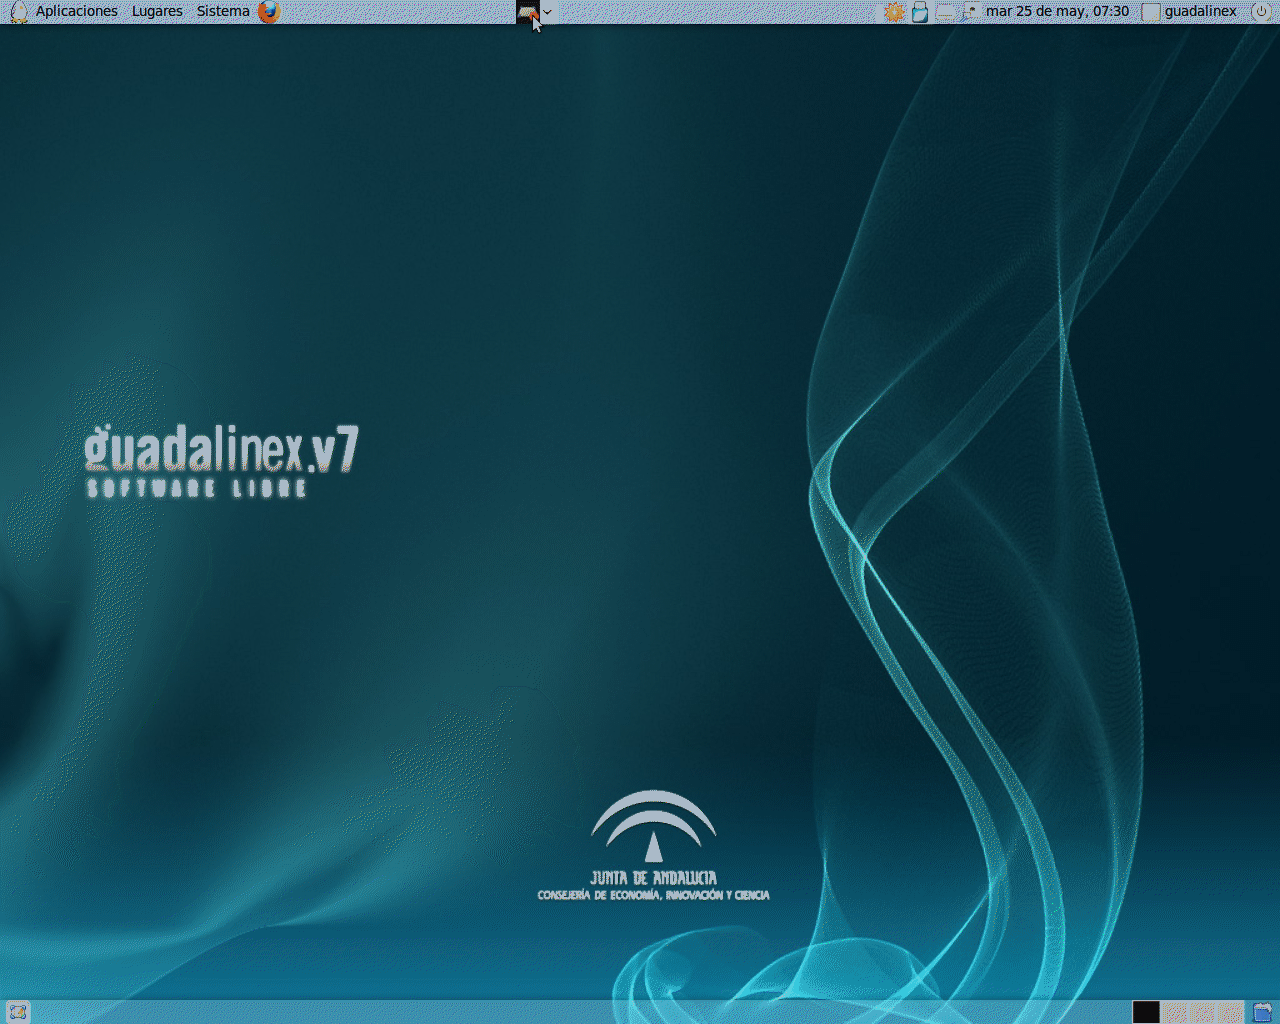 Aplicaciones Lugares Sistema mar 25 de may, 07:30 guadalinex
guadalinex.v7
SOFTWARE LIBRE
JUNTA DE ANDALUCIA
CONSEJERÍA DE ECONOMÍA, INNOVACIÓN Y CIENCIA